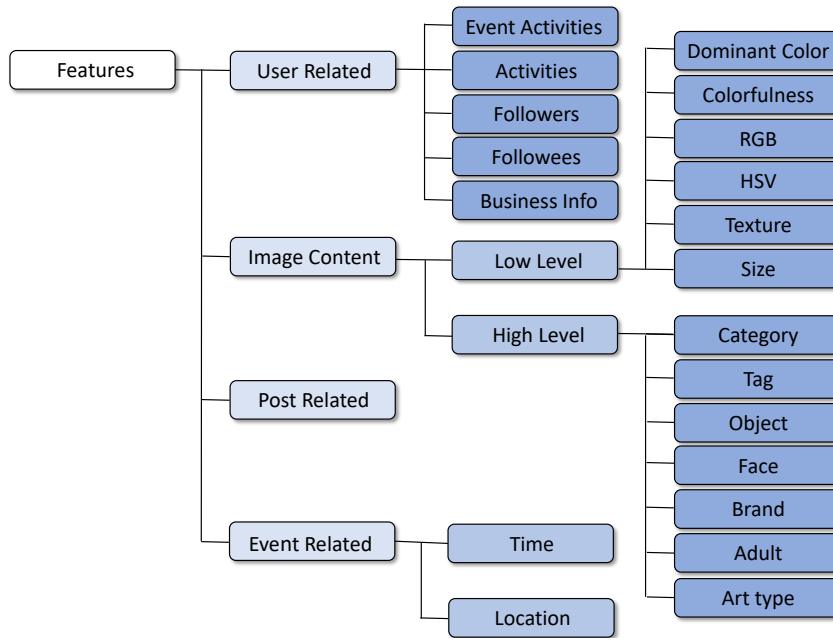 Features
User Related
Event Activities
Activities
Followers
Followees
Business Info
Image Content
Low Level
Dominant Color
Colorfulness
RGB
HSV
Texture
Size
High Level
Category
Tag
Object
Face
Brand
Adult
Art type
Post Related
Event Related
Time
Location